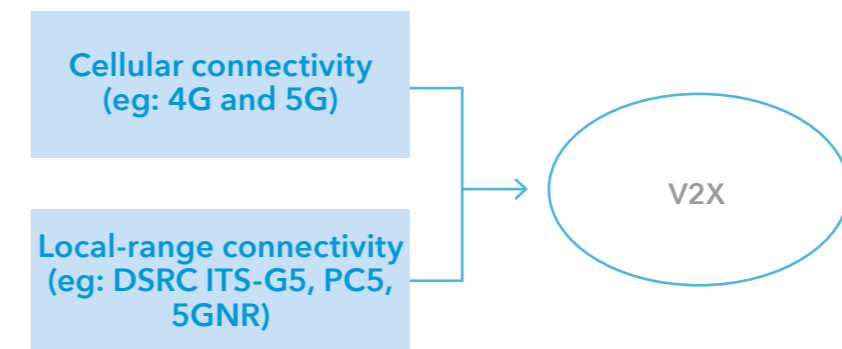 Cellular connectivity
(eg: 4G and 5G)
V2X
Local-range connectivity
(eg: DSRC ITS-G5, PC5,
5GNR)